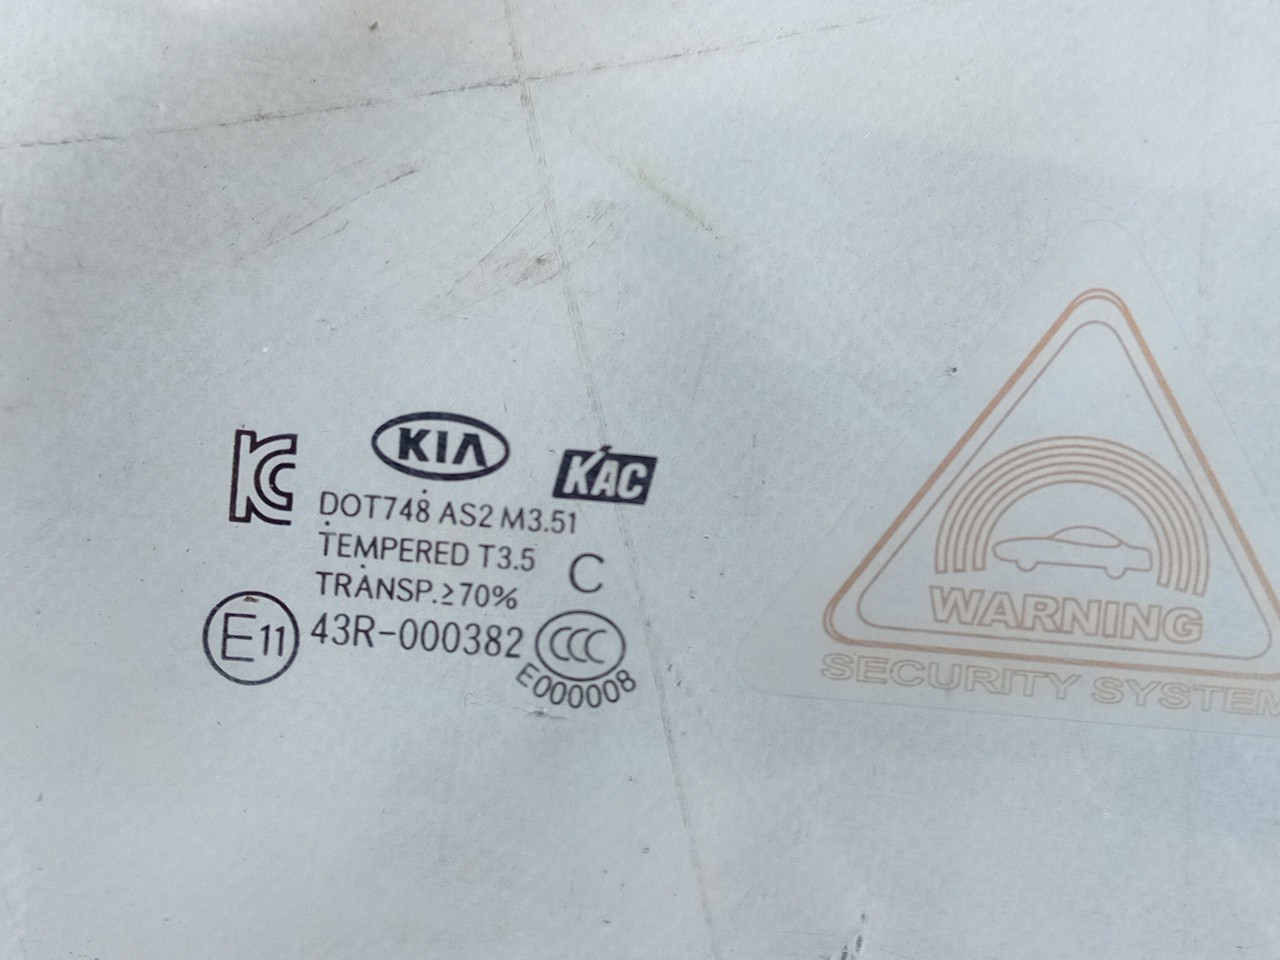 KC
KIA
KAC
DOT748 AS2 M3.51
TEMPERED T3.5
C
TRANSP.≥70%
E11
43R-000382
CCC
E000008
WARNING
SECURITY SYSTEM